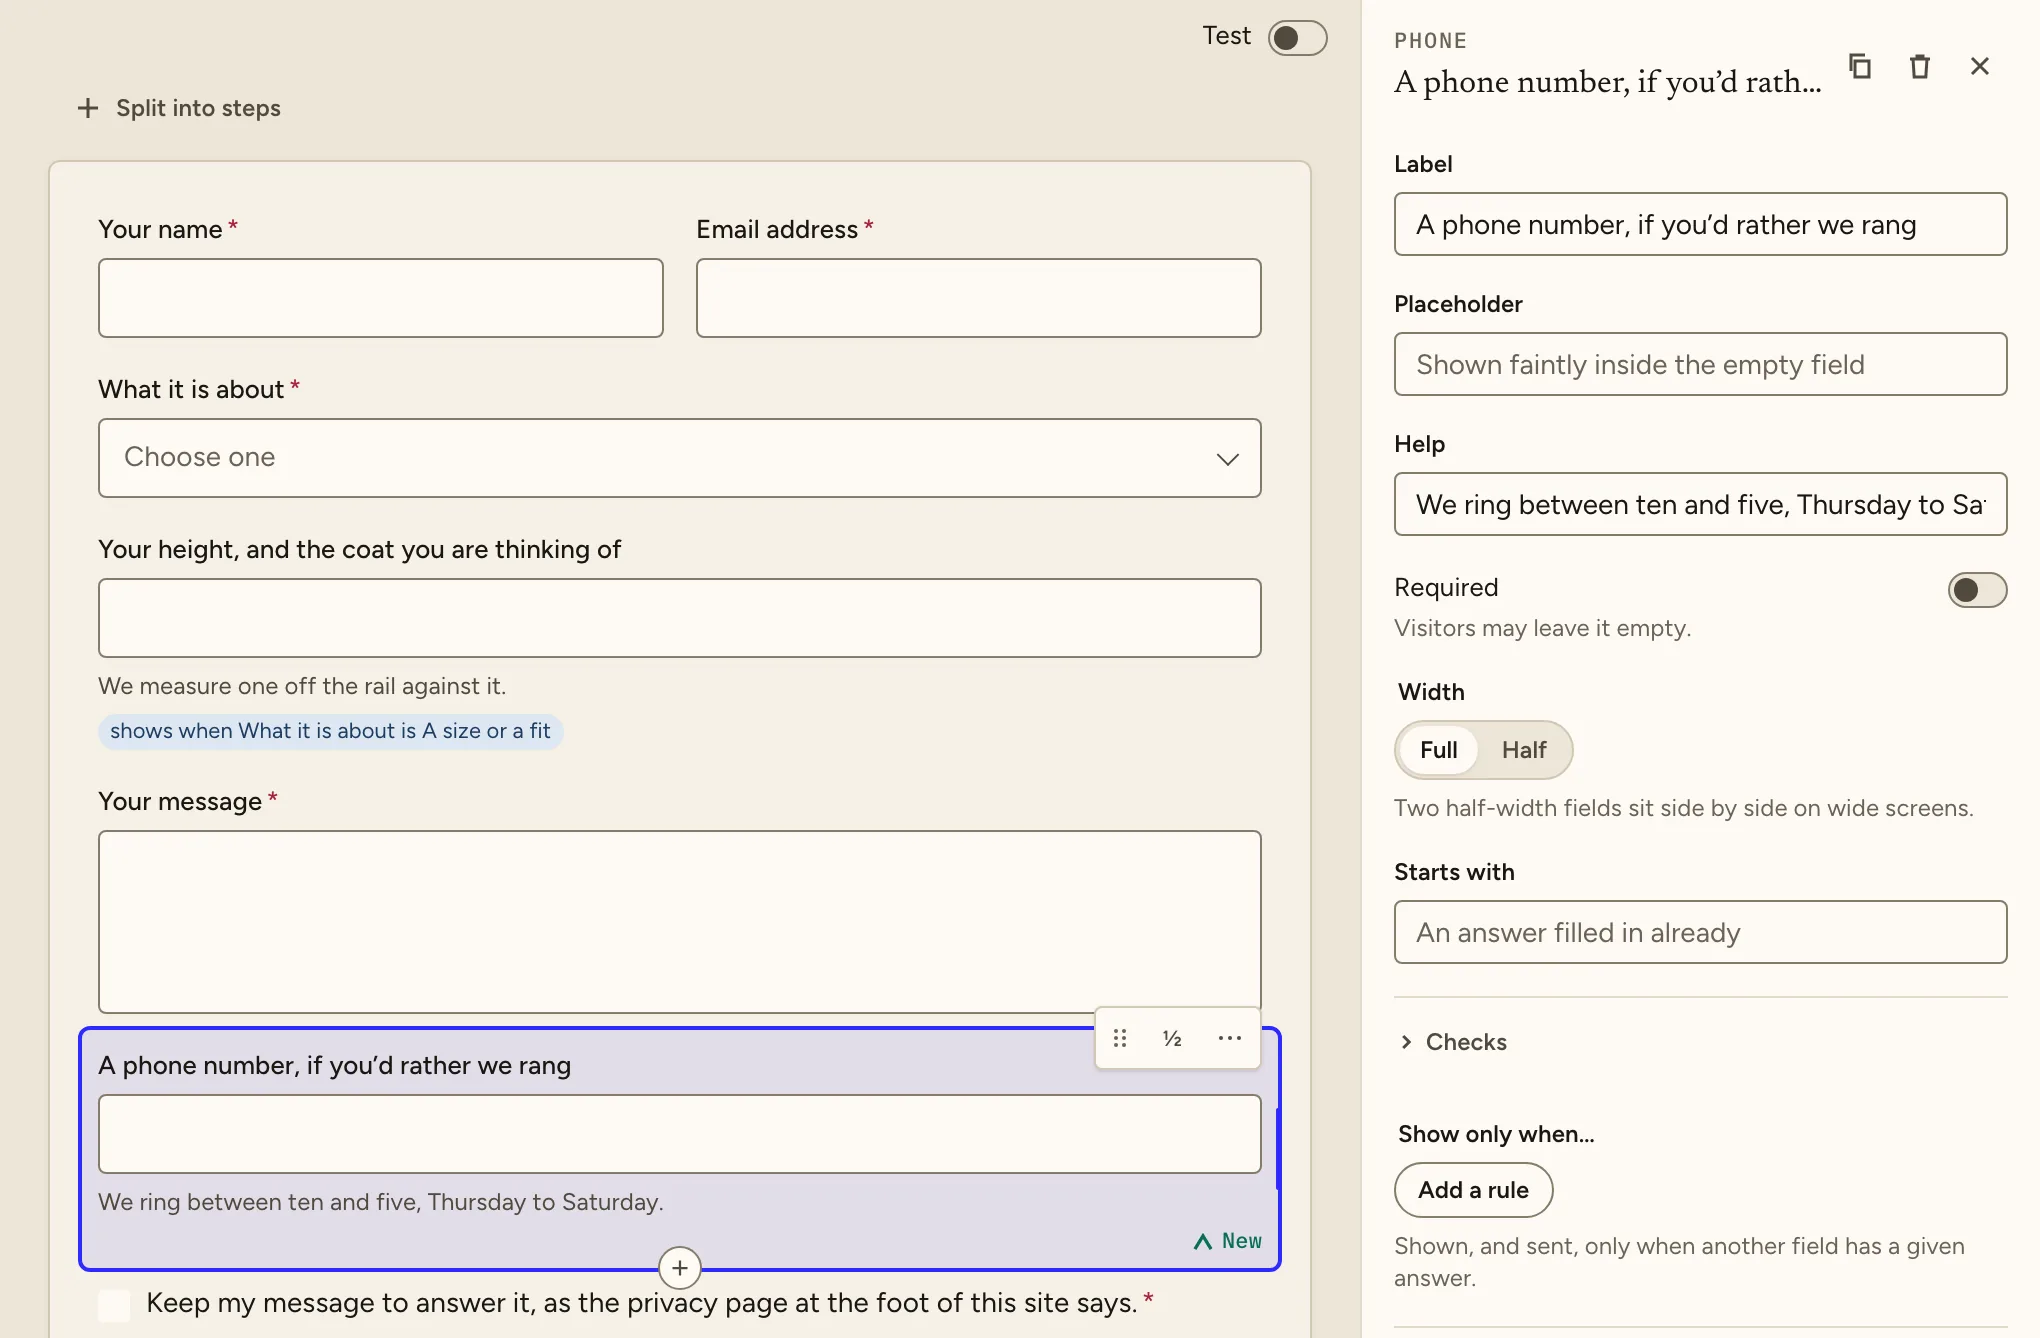 Test
Split into steps
Your name *
Email address *
What it is about *
Choose one
Your height, and the coat you are thinking of
We measure one off the rail against it.
shows when What it is about is A size or a fit
Your message *
½
A phone number, if you’d rather we rang
We ring between ten and five, Thursday to Saturday.
New
Keep my message to answer it, as the privacy page at the foot of this site says. *
PHONE
A phone number, if you’d rath…
Label
A phone number, if you’d rather we rang
Placeholder
Shown faintly inside the empty field
Help
We ring between ten and five, Thursday to Sa
Required
Visitors may leave it empty.
Width
Full
Half
Two half-width fields sit side by side on wide screens.
Starts with
An answer filled in already
Checks
Show only when…
Add a rule
Shown, and sent, only when another field has a given
answer.